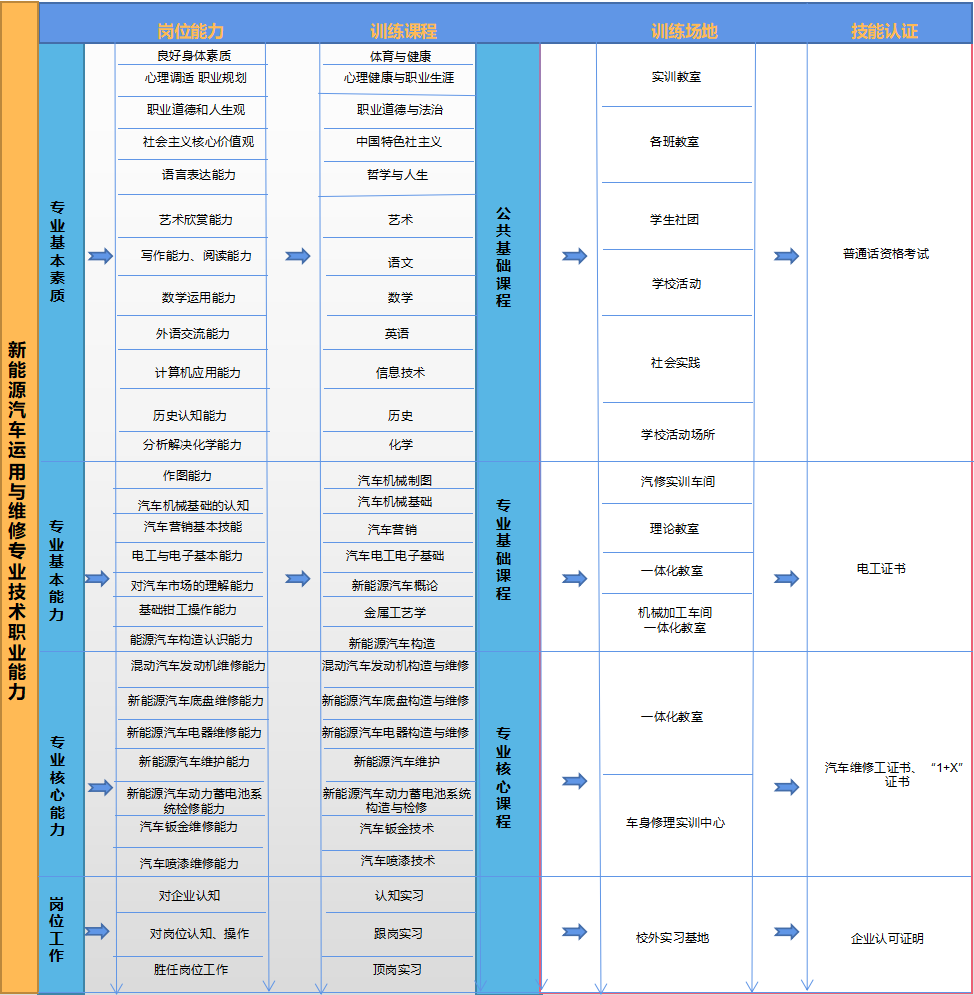 新能源汽车运用与维修专业技术职业能力
岗位能力
训练课程
训练场地
技能认证
专业基本素质
良好身体素质
心理调适 职业规划
职业道德和人生观
社会主义核心价值观
语言表达能力
艺术欣赏能力
写作能力、阅读能力
数学运用能力
外语交流能力
计算机应用能力
历史认知能力
分析解决化学能力
体育与健康
心理健康与职业生涯
职业道德与法治
中国特色社主义
哲学与人生
艺术
语文
数学
英语
信息技术
历史
化学
公共基础课程
实训教室
各班教室
学生社团
学校活动
社会实践
学校活动场所
普通话资格考试
专业基本能力
作图能力
汽车机械基础的认知
汽车营销基本技能
电工与电子基本能力
对汽车市场的理解能力
基础钳工操作能力
能源汽车构造认识能力
汽车机械制图
汽车机械基础
汽车营销
汽车电工电子基础
新能源汽车概论
金属工艺学
新能源汽车构造
专业基础课程
汽修实训车间
理论教室
一体化教室
机械加工车间
一体化教室
电工证书
专业核心能力
混动汽车发动机维修能力
新能源汽车底盘维修能力
新能源汽车电器维修能力
新能源汽车维护能力
新能源汽车动力蓄电池系
统检修能力
汽车钣金维修能力
汽车喷漆维修能力
混动汽车发动机构造与维修
新能源汽车底盘构造与维修
新能源汽车电器构造与维修
新能源汽车维护
新能源汽车动力蓄电池系统
构造与检修
汽车钣金技术
汽车喷漆技术
专业核心课程
一体化教室
车身修理实训中心
汽车维修工证书、“1+X”
证书
岗位工作
对企业认知
对岗位认知、操作
胜任岗位工作
认知实习
跟岗实习
顶岗实习
校外实习基地
企业认可证明